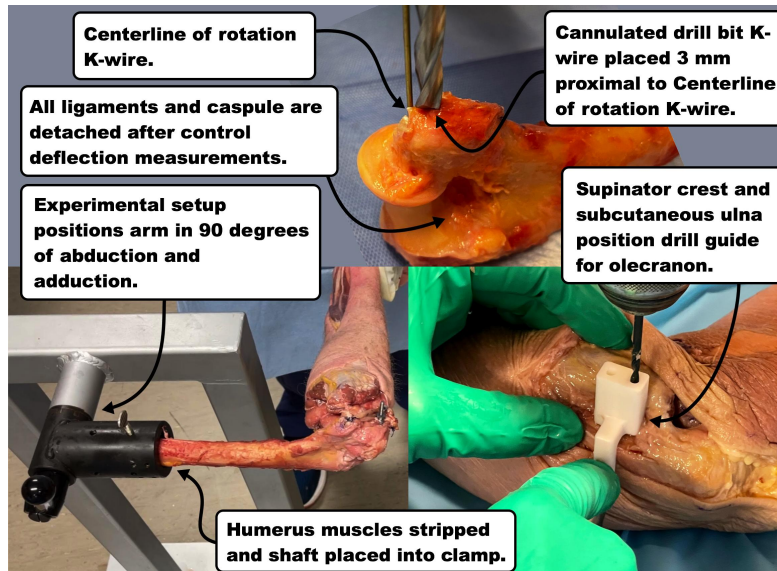 Centerline of rotation
K-wire.
Cannulated drill bit K-
wire placed 3 mm
proximal to Centerline
of rotation K-wire.
All ligaments and caspule are
detached after control
deflection measurements.
Experimental setup
positions arm in 90 degrees
of abduction and
adduction.
Supinator crest and
subcutaneous ulna
position drill guide
for olecranon.
Humerus muscles stripped
and shaft placed into clamp.